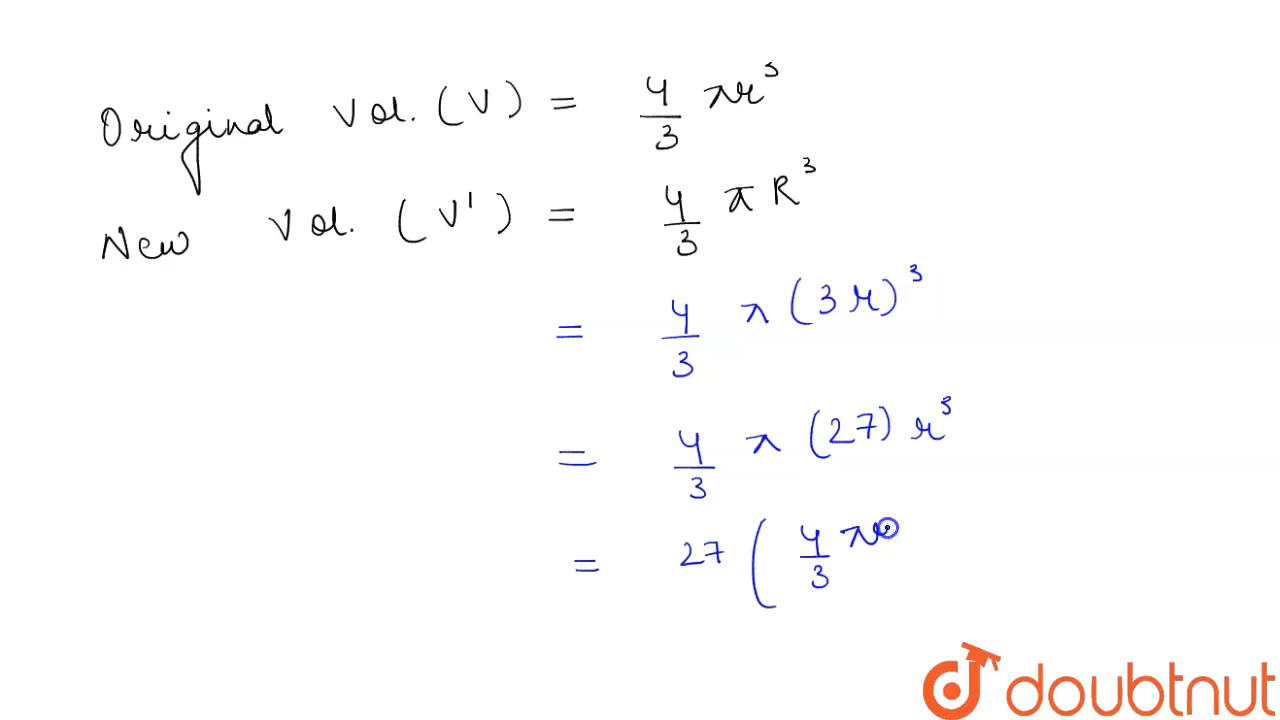 Original Vol. (V) = 4/3 πr³
New Vol. (V') = 4/3 πR³
= 4/3 π (3r)³
= 4/3 π (27) r³
= 27 ( 4/3 πr
doubtnut